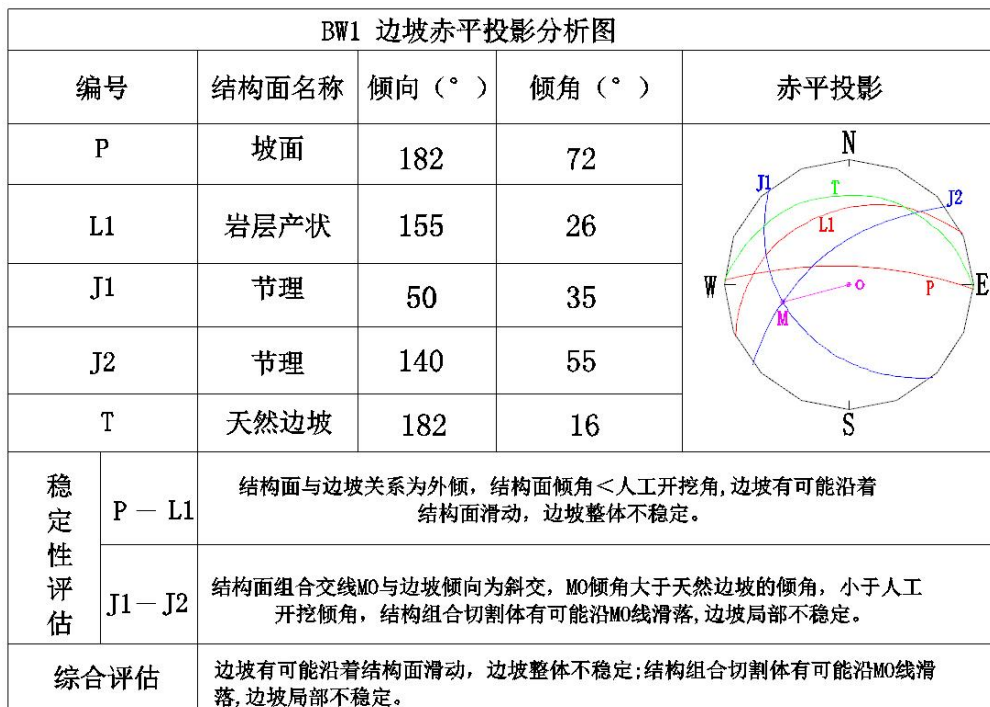 BW1 边坡赤平投影分析图
编号 结构面名称 倾向（°） 倾角（°） 赤平投影
P 坡面 182 72
L1 岩层产状 155 26
J1 节理 50 35
J2 节理 140 55
T 天然边坡 182 16
N
J1
T
J2
L1
W
O
P
E
M
S
稳定性评估
P－L1
结构面与边坡关系为外倾，结构面倾角＜人工开挖角,边坡有可能沿着
结构面滑动，边坡整体不稳定。
J1－J2
结构面组合交线MO与边坡倾向为斜交，MO倾角大于天然边坡的倾角，小于人工
开挖倾角，结构组合切割体有可能沿MO线滑落,边坡局部不稳定。
综合评估
边坡有可能沿着结构面滑动，边坡整体不稳定;结构组合切割体有可能沿MO线滑
落,边坡局部不稳定。